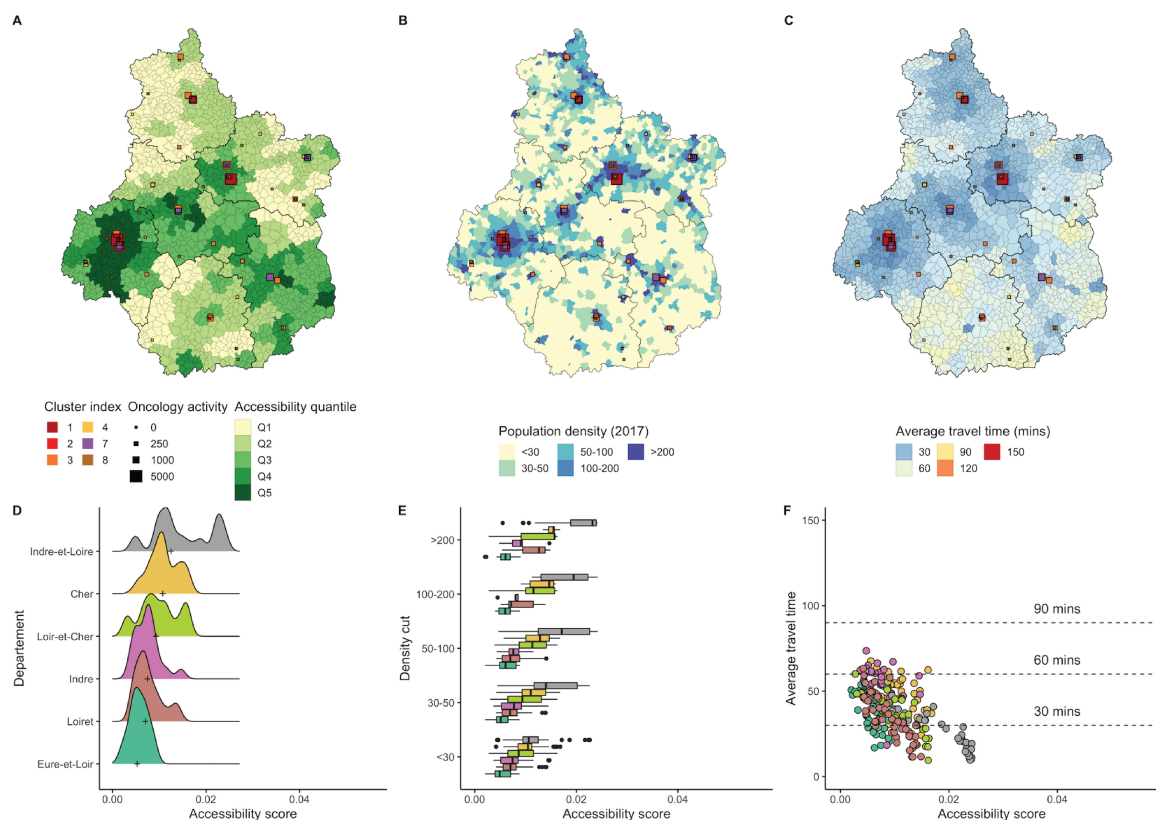 A
B
C
Cluster index
Oncology activity
Accessibility quantile
1
4
2
7
3
8
0
250
1000
5000
Q1
Q2
Q3
Q4
Q5
Population density (2017)
<30
50-100
>200
30-50
100-200
Average travel time (mins)
30
90
150
60
120
D
Departement
Indre-et-Loire
Cher
Loir-et-Cher
Indre
Loiret
Eure-et-Loir
0.00
0.02
0.04
Accessibility score
E
Density cut
>200
100-200
50-100
30-50
<30
0.00
0.02
0.04
Accessibility score
F
Average travel time
150
100
50
0
90 mins
60 mins
30 mins
0.00
0.02
0.04
Accessibility score